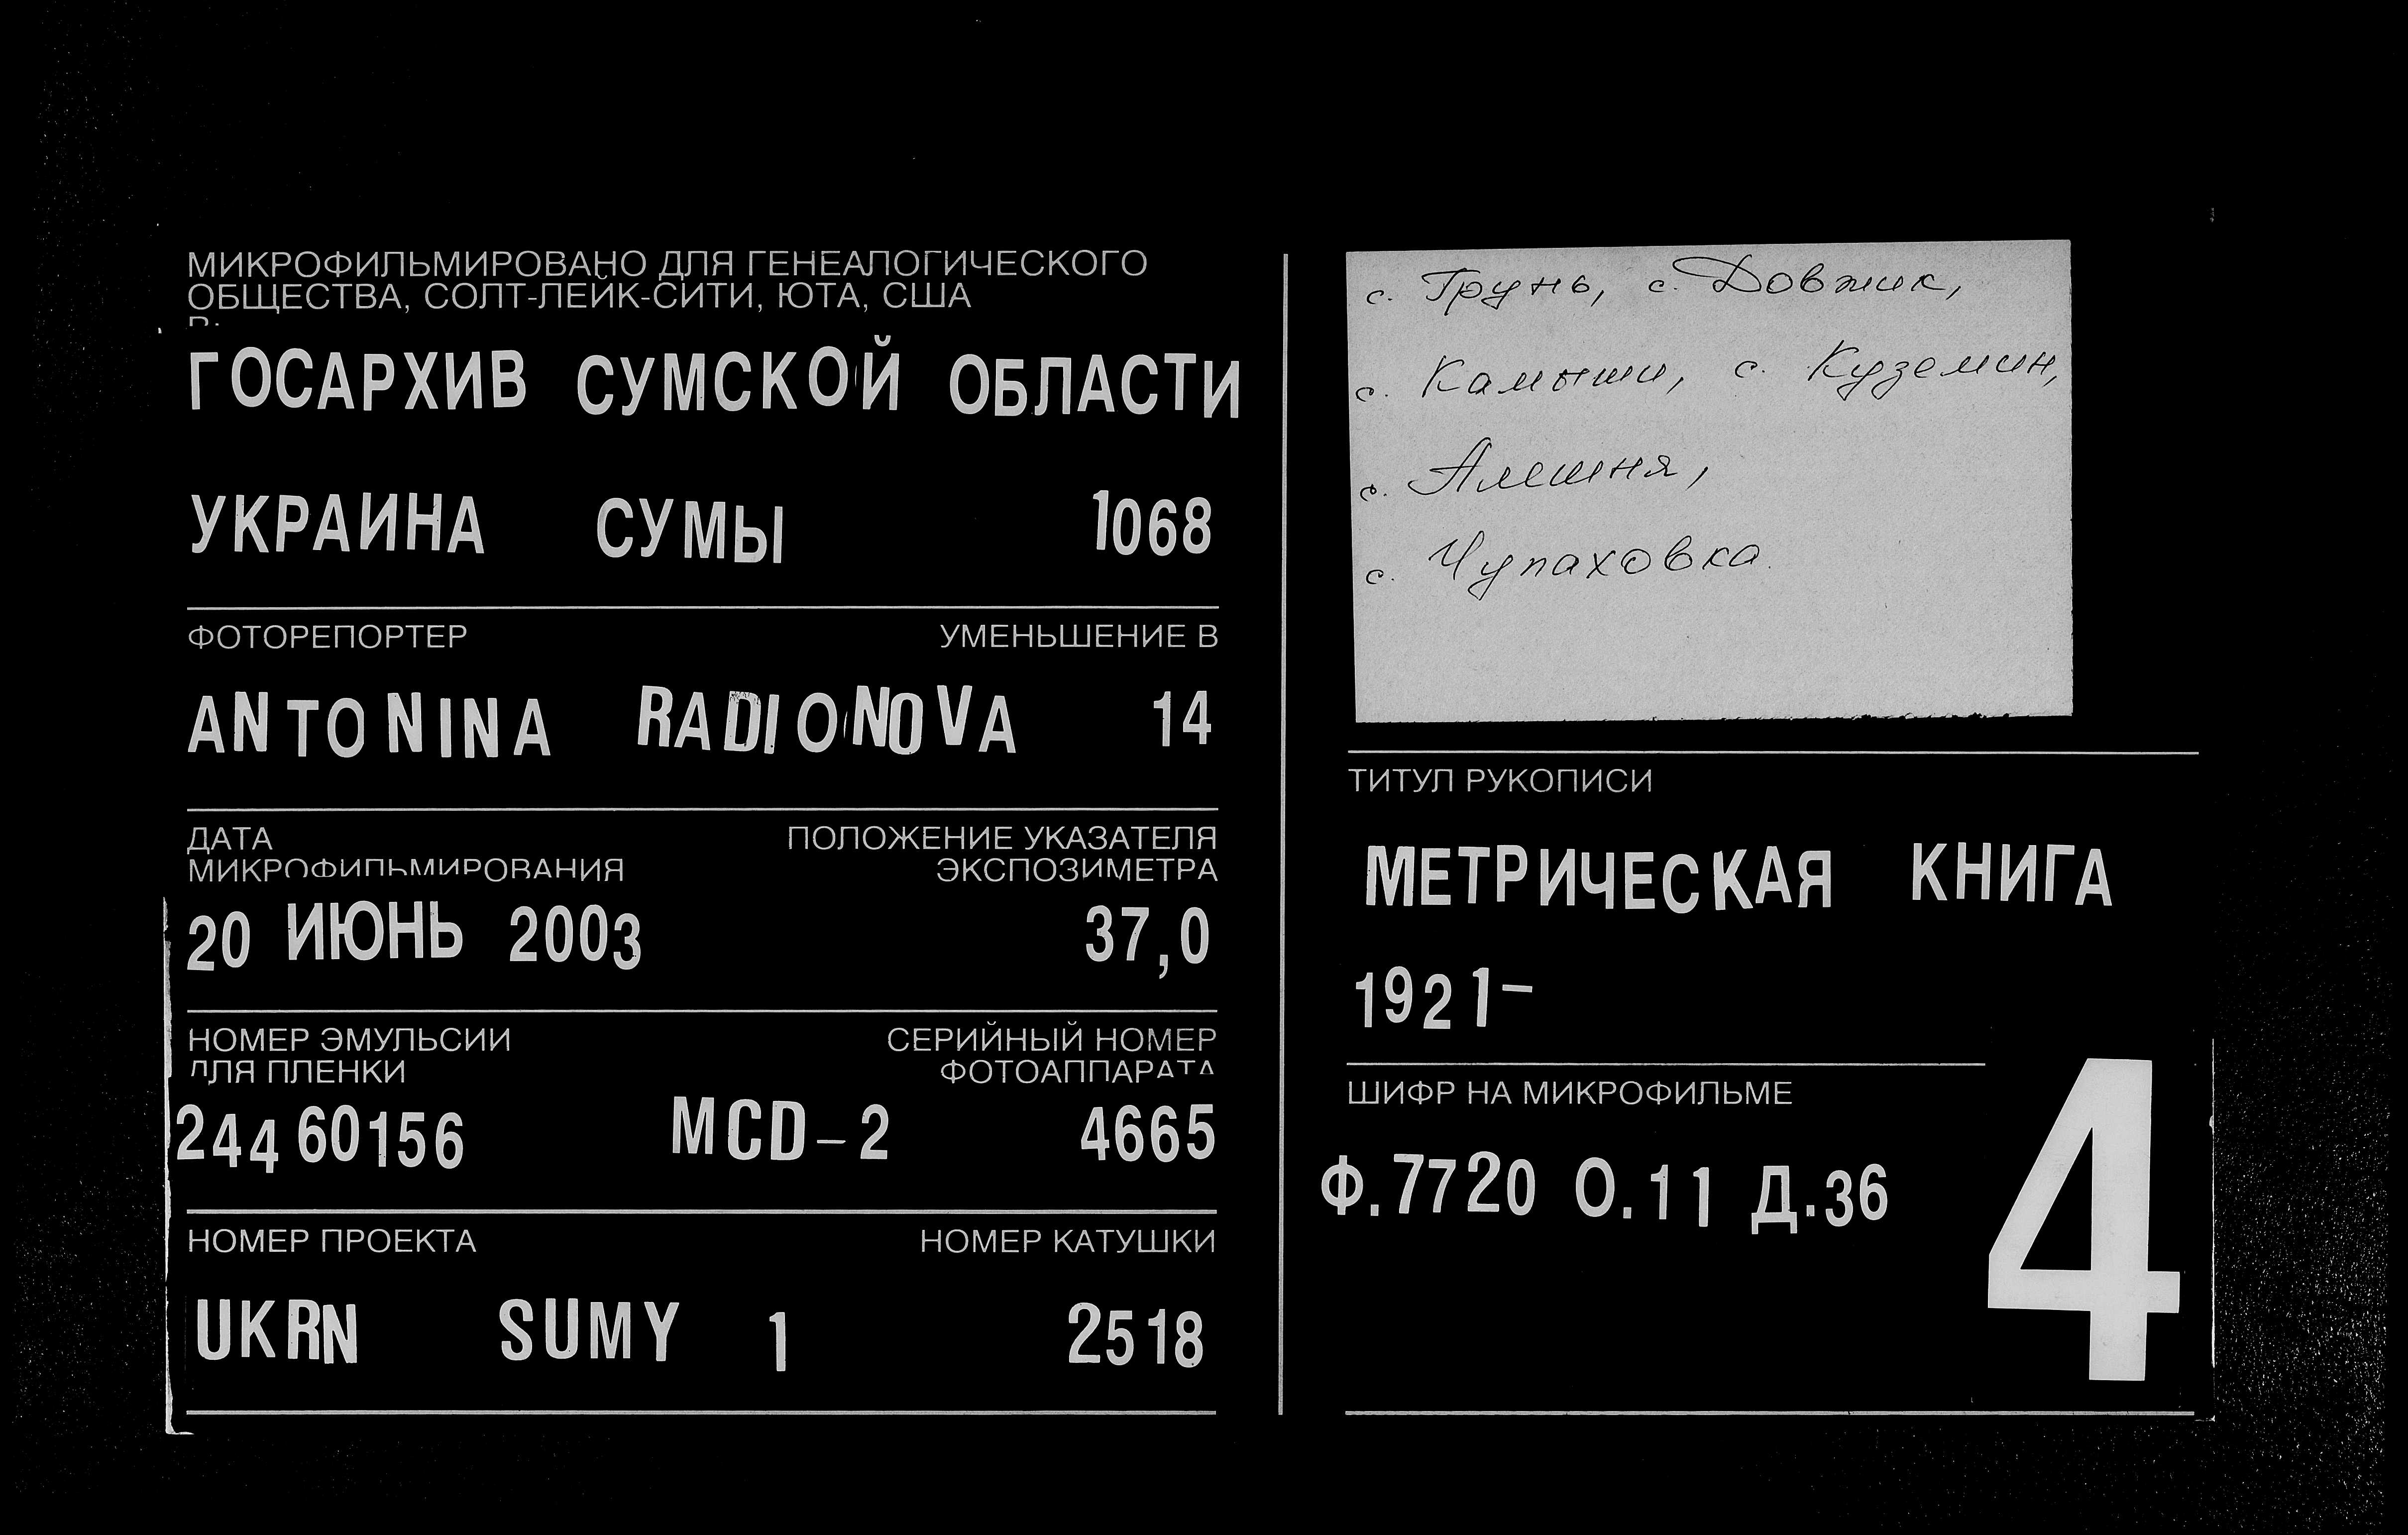 МИКРОФИЛЬМИРОВАНО ДЛЯ ГЕНЕАЛОГИЧЕСКОГО
ОБЩЕСТВА, СОЛТ-ЛЕЙК-СИТИ, ЮТА, США
ГОСАРХИВ СУМСКОЙ ОБЛАСТИ
УКРАИНА СУМЫ 1068
ФОТОРЕПОРТЕР УМЕНЬШЕНИЕ В
ANTONINA RADIONOVA 14
ДАТА ПОЛОЖЕНИЕ УКАЗАТЕЛЯ
МИКРОФИЛЬМИРОВАНИЯ ЭКСПОЗИМЕТРА
20 ИЮНЬ 2003 37,0
НОМЕР ЭМУЛЬСИИ СЕРИЙНЫЙ НОМЕР
ДЛЯ ПЛЕНКИ ФОТОАППАРАТА
24460156 MCD-2 4665
НОМЕР ПРОЕКТА НОМЕР КАТУШКИ
UKRN SUMY 1 2518
с. Грунь, с. Довжик,
с. Камыши, с. Куземин,
с. Алешня,
с. Чупаховка.
ТИТУЛ РУКОПИСИ
МЕТРИЧЕСКАЯ КНИГА
1921-
ШИФР НА МИКРОФИЛЬМЕ
Ф.7720 О.11 Д.36
4